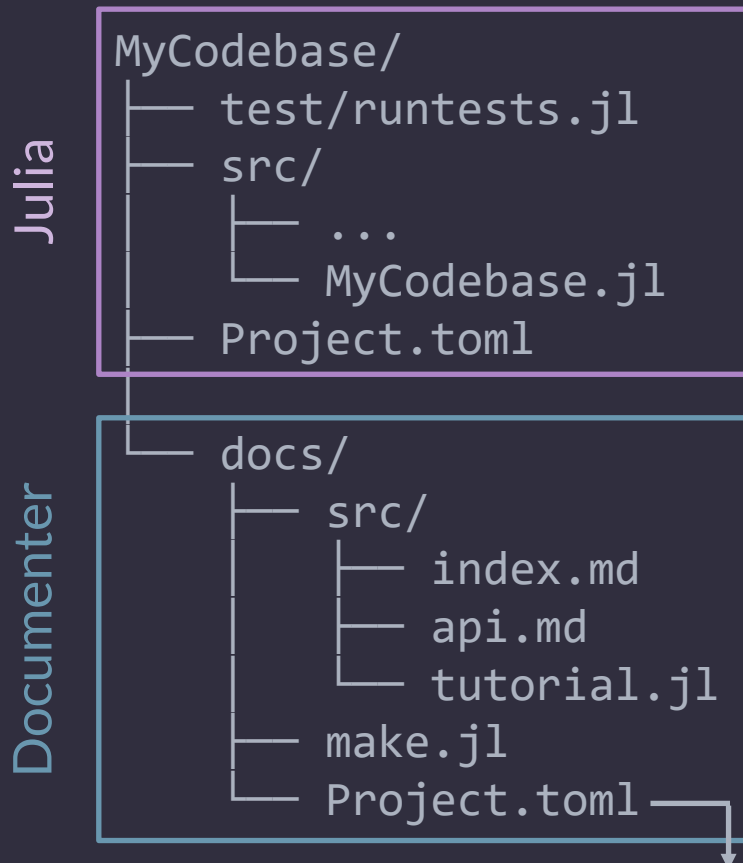 Julia
MyCodebase/
├── test/runtests.jl
├── src/
│   ├── ...
│   └── MyCodebase.jl
├── Project.toml
│
Documenter
└── docs/
    ├── src/
    │   ├── index.md
    │   ├── api.md
    │   └── tutorial.jl
    ├── make.jl
    └── Project.toml